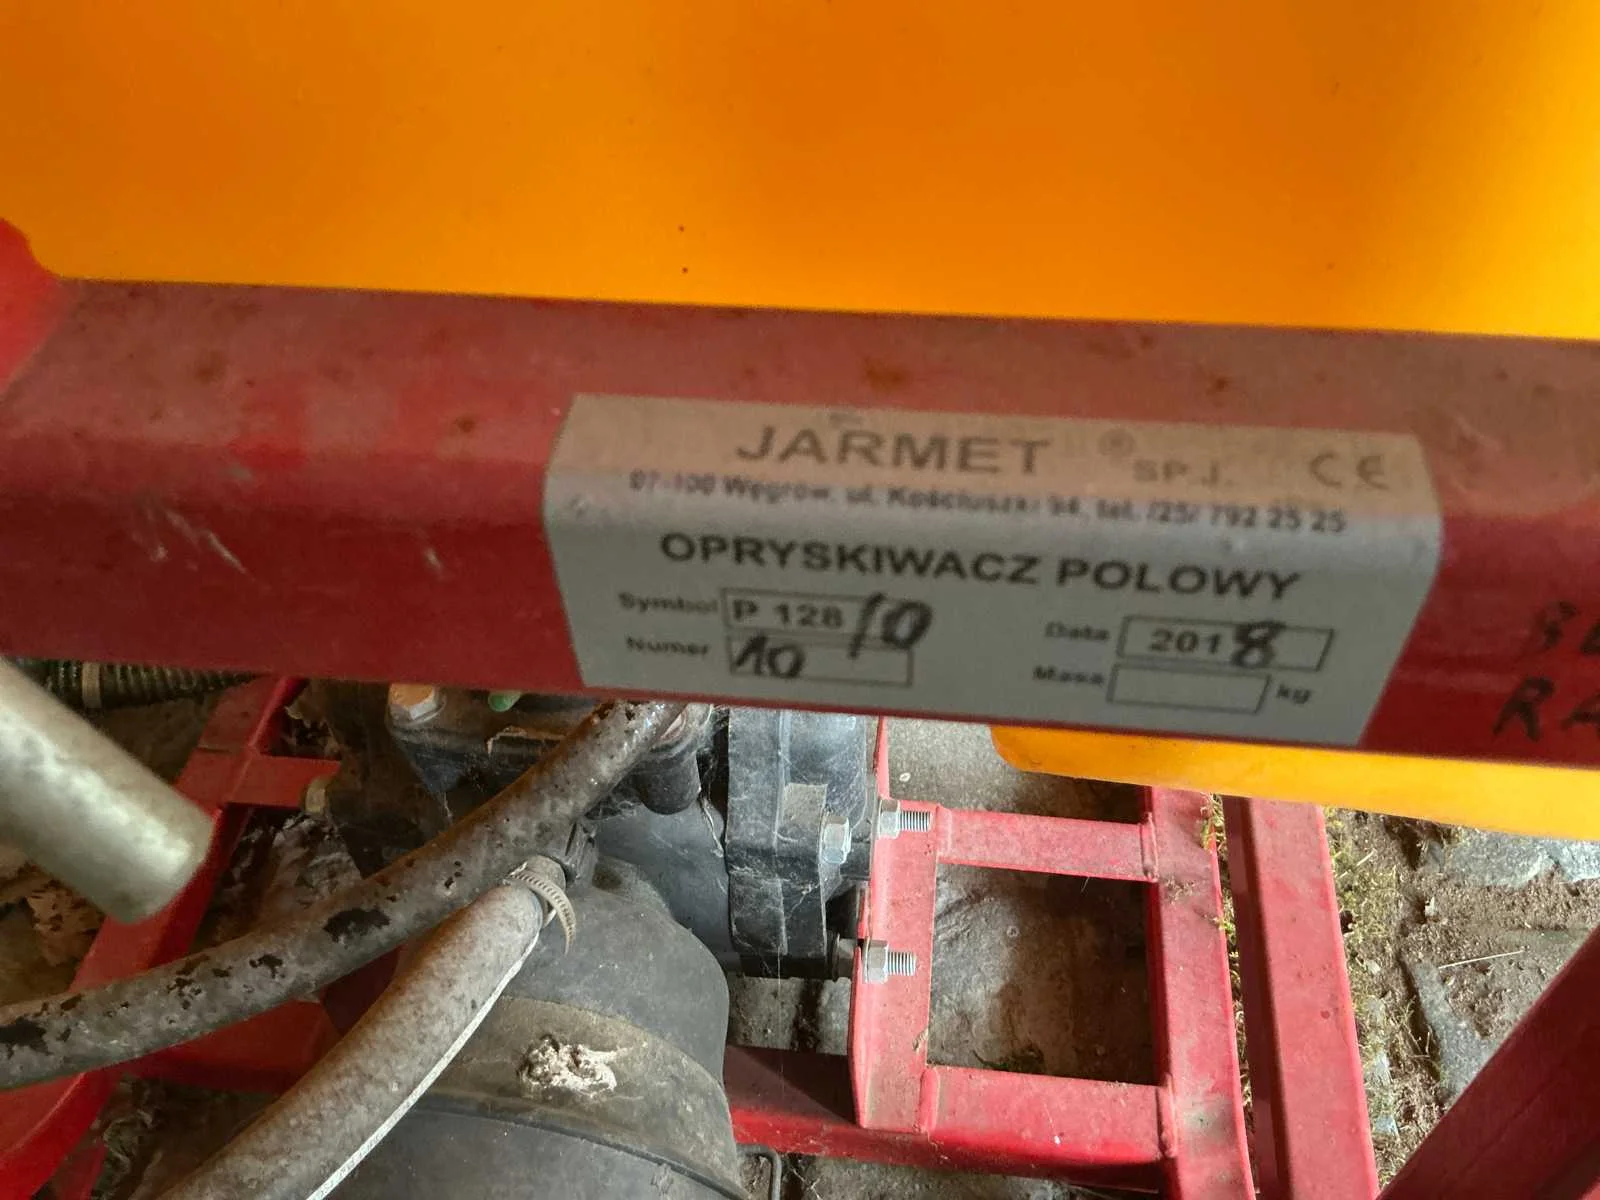 JARMET ® SP.J. CE
07-100 Węgrów, ul. Kościuszki 94, tel. /25/ 792 25 25
OPRYSKIWACZ POLOWY
Symbol P 128 /0 Data 2018
Numer 10 Masa kg